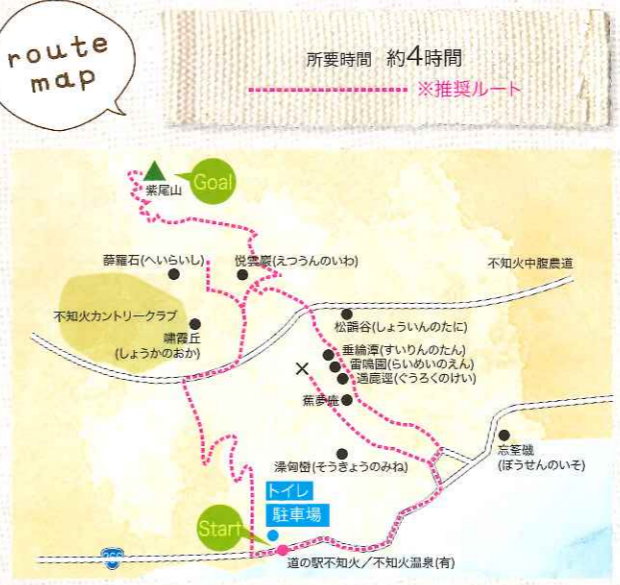 route
map
所要時間 約4時間
※推奨ルート
Goal
紫尾山
薜羅石(へいらいし)
悦雲巌(えつうんのいわ)
不知火中腹農道
不知火カントリークラブ
嘯霞丘
(しょうかのおか)
松韻谷(しょういんのたに)
垂綸潭(すいりんのたん)
雷鳴園(らいめいのえん)
遇鹿逕(ぐうろくのけい)
蕉夢庵
忘筌磯
(ぼうせんのいそ)
(そうきょうのみね)
トイレ
駐車場
Start
266
道の駅不知火/不知火温泉(有)